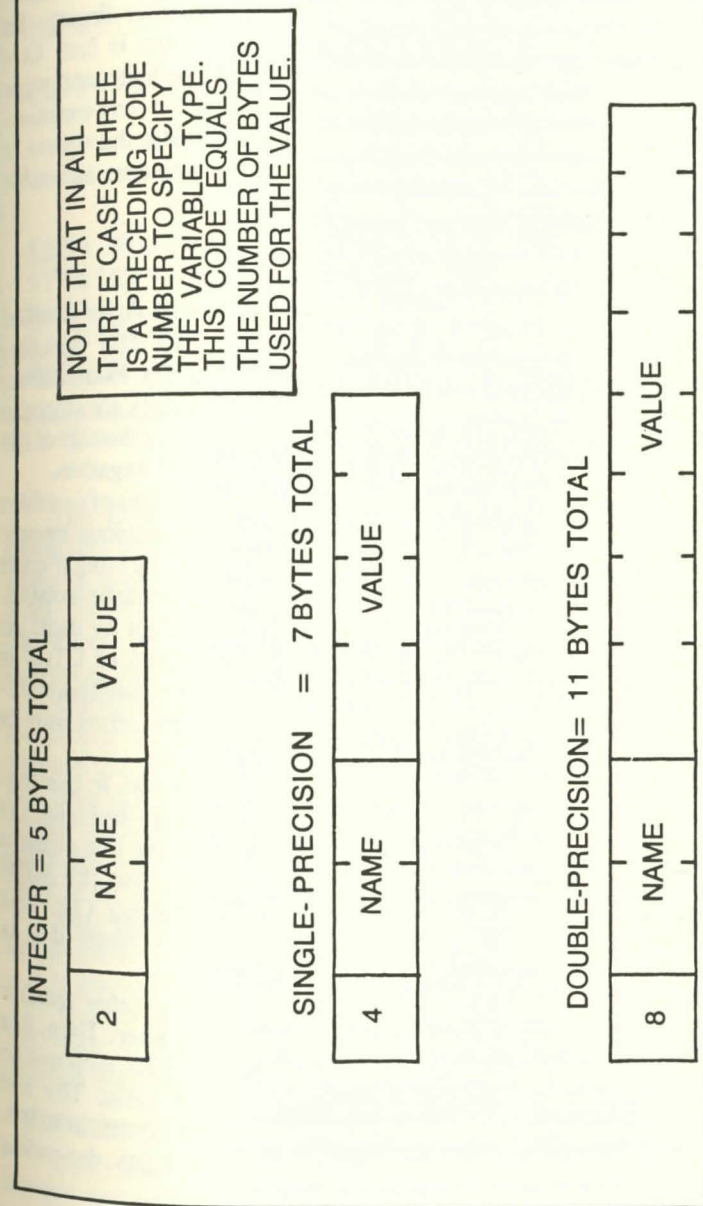 INTEGER = 5 BYTES TOTAL
2 NAME VALUE
NOTE THAT IN ALL
THREE CASES THREE
IS A PRECEDING CODE
NUMBER TO SPECIFY
THE VARIABLE TYPE.
THIS CODE EQUALS
THE NUMBER OF BYTES
USED FOR THE VALUE.
SINGLE- PRECISION = 7 BYTES TOTAL
4 NAME VALUE
DOUBLE-PRECISION= 11 BYTES TOTAL
8 NAME VALUE